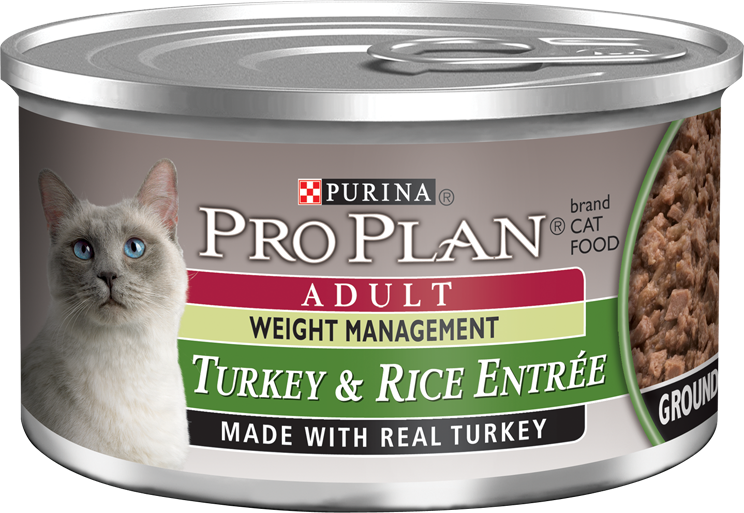 PURINA®
PRO PLAN®
brand
CAT
FOOD
ADULT
WEIGHT MANAGEMENT
TURKEY & RICE ENTRÉE
MADE WITH REAL TURKEY
GROUND